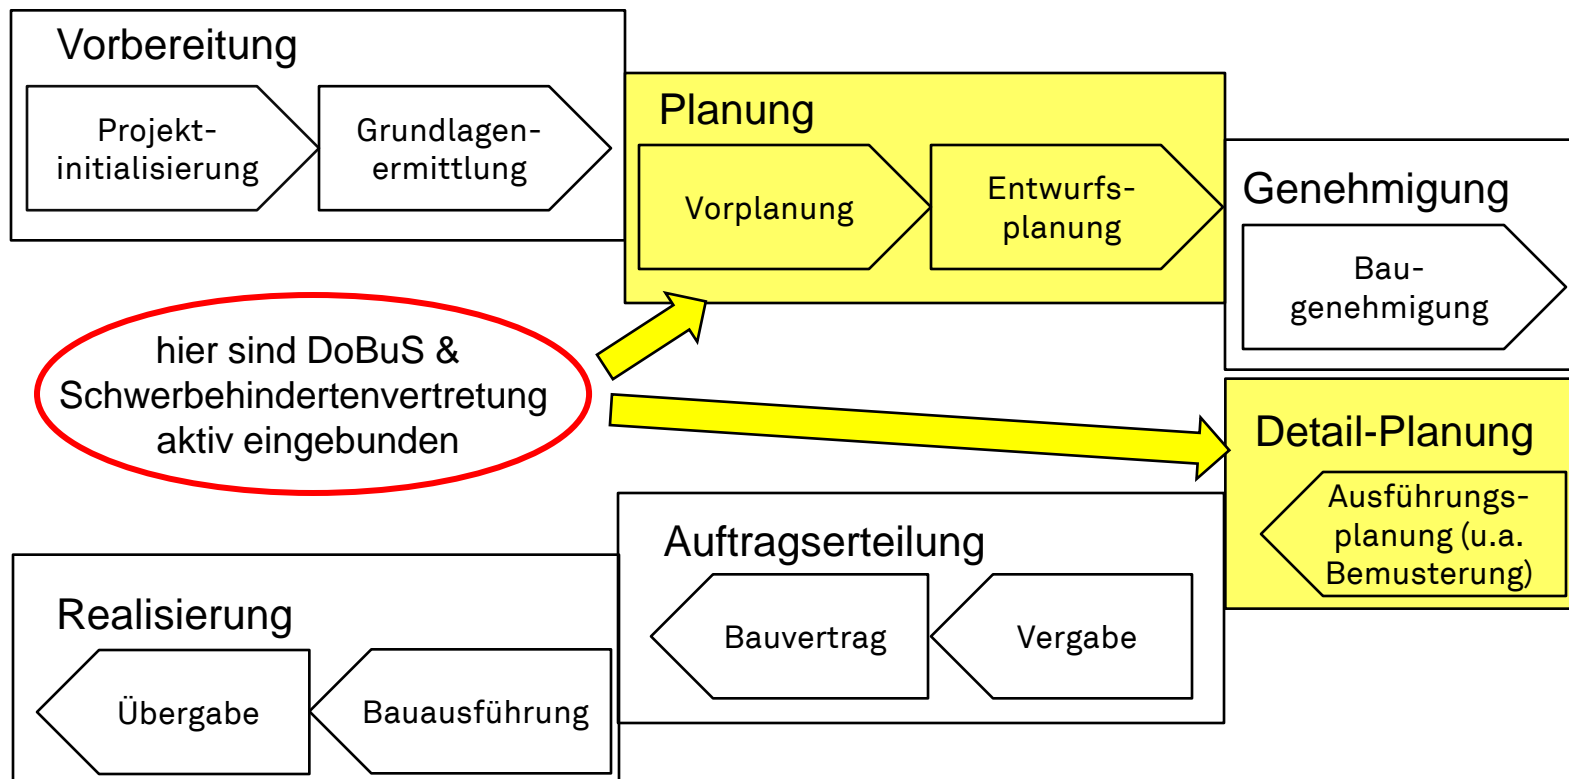 Vorbereitung
Projekt-
initialisierung
Grundlagen-
ermittlung
Planung
Vorplanung
Entwurfs-
planung
Genehmigung
Bau-
genehmigung
hier sind DoBuS &
Schwerbehindertenvertretung
aktiv eingebunden
Detail-Planung
Ausführungs-
planung (u.a.
Bemusterung)
Auftragserteilung
Vergabe
Bauvertrag
Realisierung
Bauausführung
Übergabe